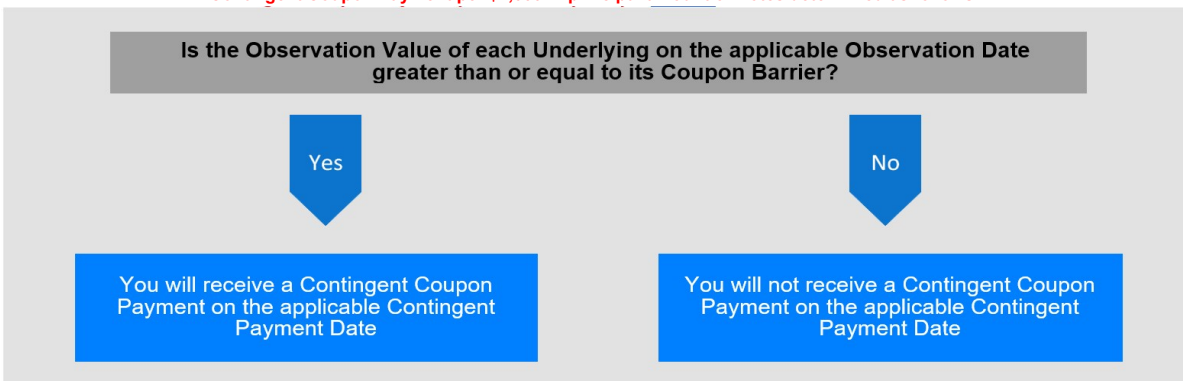 Is the Observation Value of each Underlying on the applicable Observation Date
greater than or equal to its Coupon Barrier?
Yes
No
You will receive a Contingent Coupon
Payment on the applicable Contingent
Payment Date
You will not receive a Contingent Coupon
Payment on the applicable Contingent
Payment Date